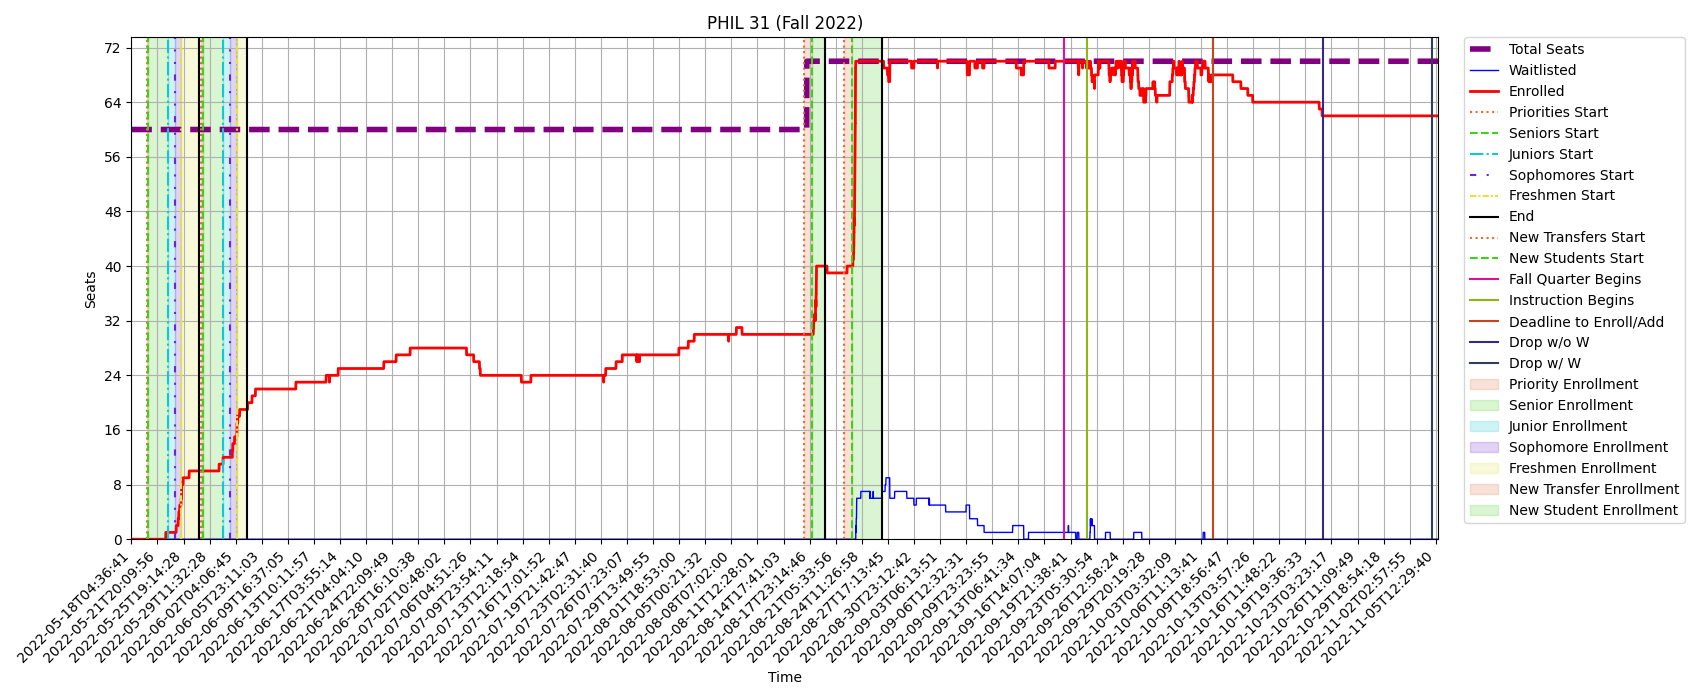 PHIL 31 (Fall 2022)
Seats
72
64
56
48
40
32
24
16
8
0
2022-05-18T04:36:41
2022-05-21T20:09:56
2022-05-25T19:14:28
2022-05-29T11:32:28
2022-06-02T04:06:45
2022-06-05T23:11:03
2022-06-09T16:37:05
2022-06-13T10:11:57
2022-06-17T03:55:14
2022-06-21T04:04:10
2022-06-24T22:09:49
2022-06-28T16:10:38
2022-07-02T10:48:02
2022-07-06T04:51:26
2022-07-09T23:54:11
2022-07-13T12:18:54
2022-07-16T17:01:52
2022-07-19T21:42:47
2022-07-23T02:31:40
2022-07-26T07:23:07
2022-07-29T13:49:55
2022-08-01T18:53:00
2022-08-05T00:21:32
2022-08-08T07:02:00
2022-08-11T12:28:01
2022-08-14T17:41:03
2022-08-17T23:14:46
2022-08-21T05:33:56
2022-08-24T11:26:58
2022-08-27T17:13:45
2022-08-30T23:12:42
2022-09-03T06:13:51
2022-09-06T12:32:31
2022-09-09T23:23:55
2022-09-13T06:41:34
2022-09-16T14:07:04
2022-09-19T21:38:41
2022-09-23T05:30:54
2022-09-26T12:58:24
2022-09-29T20:19:28
2022-10-03T03:32:09
2022-10-06T11:13:41
2022-10-09T18:56:47
2022-10-13T03:57:26
2022-10-16T11:48:22
2022-10-19T19:36:33
2022-10-23T03:23:17
2022-10-26T11:09:49
2022-10-29T18:54:18
2022-11-02T02:57:55
2022-11-05T12:29:40
Time
Total Seats
Waitlisted
Enrolled
Priorities Start
Seniors Start
Juniors Start
Sophomores Start
Freshmen Start
End
New Transfers Start
New Students Start
Fall Quarter Begins
Instruction Begins
Deadline to Enroll/Add
Drop w/o W
Drop w/ W
Priority Enrollment
Senior Enrollment
Junior Enrollment
Sophomore Enrollment
Freshmen Enrollment
New Transfer Enrollment
New Student Enrollment